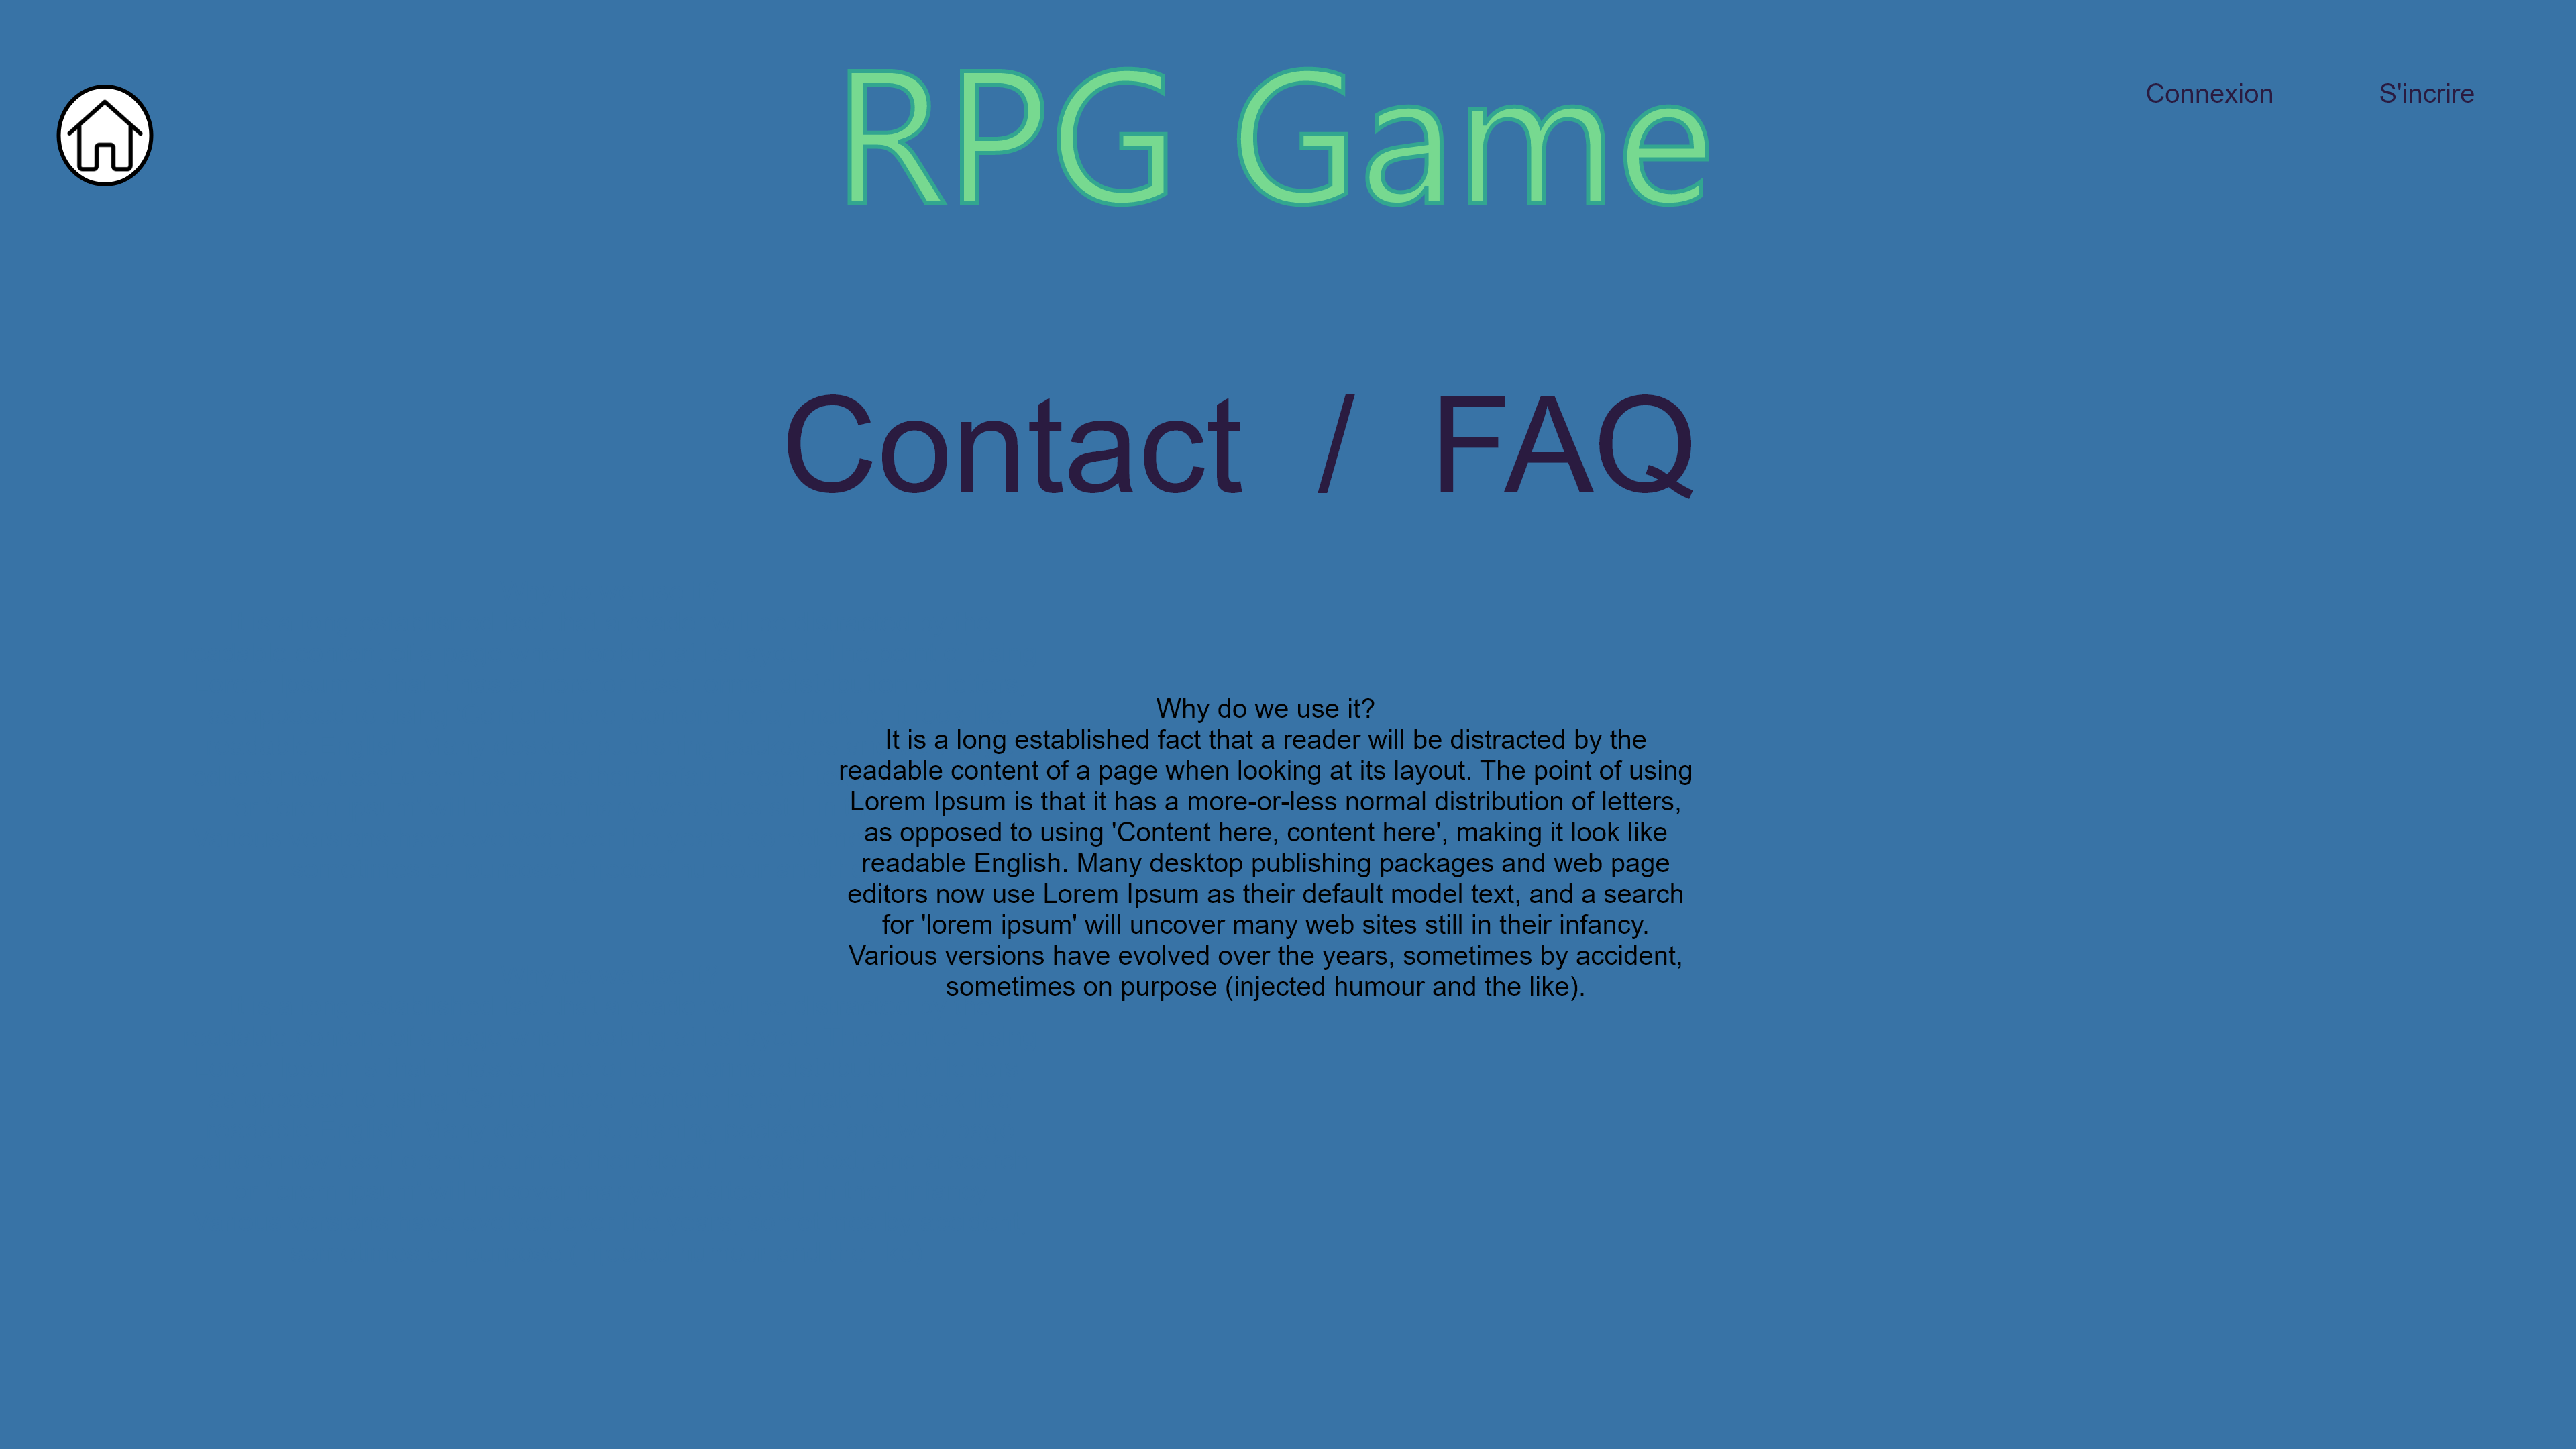 RPG Game
Connexion
S'incrire
Contact / FAQ
Why do we use it?
It is a long established fact that a reader will be distracted by the
readable content of a page when looking at its layout. The point of using
Lorem Ipsum is that it has a more-or-less normal distribution of letters,
as opposed to using 'Content here, content here', making it look like
readable English. Many desktop publishing packages and web page
editors now use Lorem Ipsum as their default model text, and a search
for 'lorem ipsum' will uncover many web sites still in their infancy.
Various versions have evolved over the years, sometimes by accident,
sometimes on purpose (injected humour and the like).